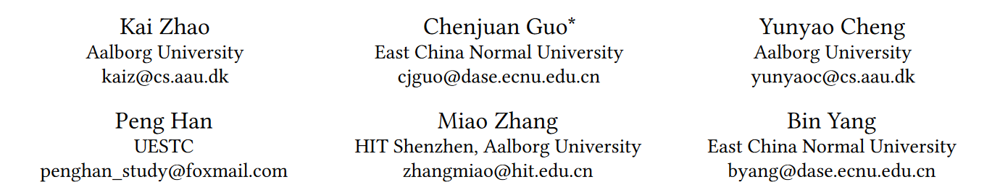 Kai Zhao
Aalborg University
kaiz@cs.aau.dk
Chenjuan Guo*
East China Normal University
cjguo@dase.ecnu.edu.cn
Yunyao Cheng
Aalborg University
yunyaoc@cs.aau.dk
Peng Han
UESTC
penghan_study@foxmail.com
Miao Zhang
HIT Shenzhen, Aalborg University
zhangmiao@hit.edu.cn
Bin Yang
East China Normal University
byang@dase.ecnu.edu.cn